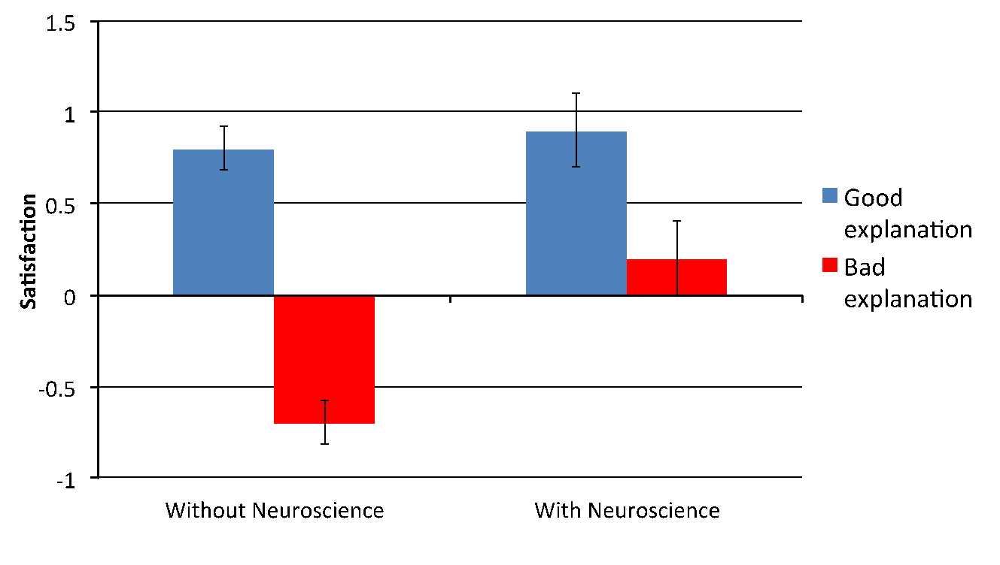 1.5
1
0.5
0
-0.5
-1
Satisfaction
Without Neuroscience
With Neuroscience
Good
explanation
Bad
explanation